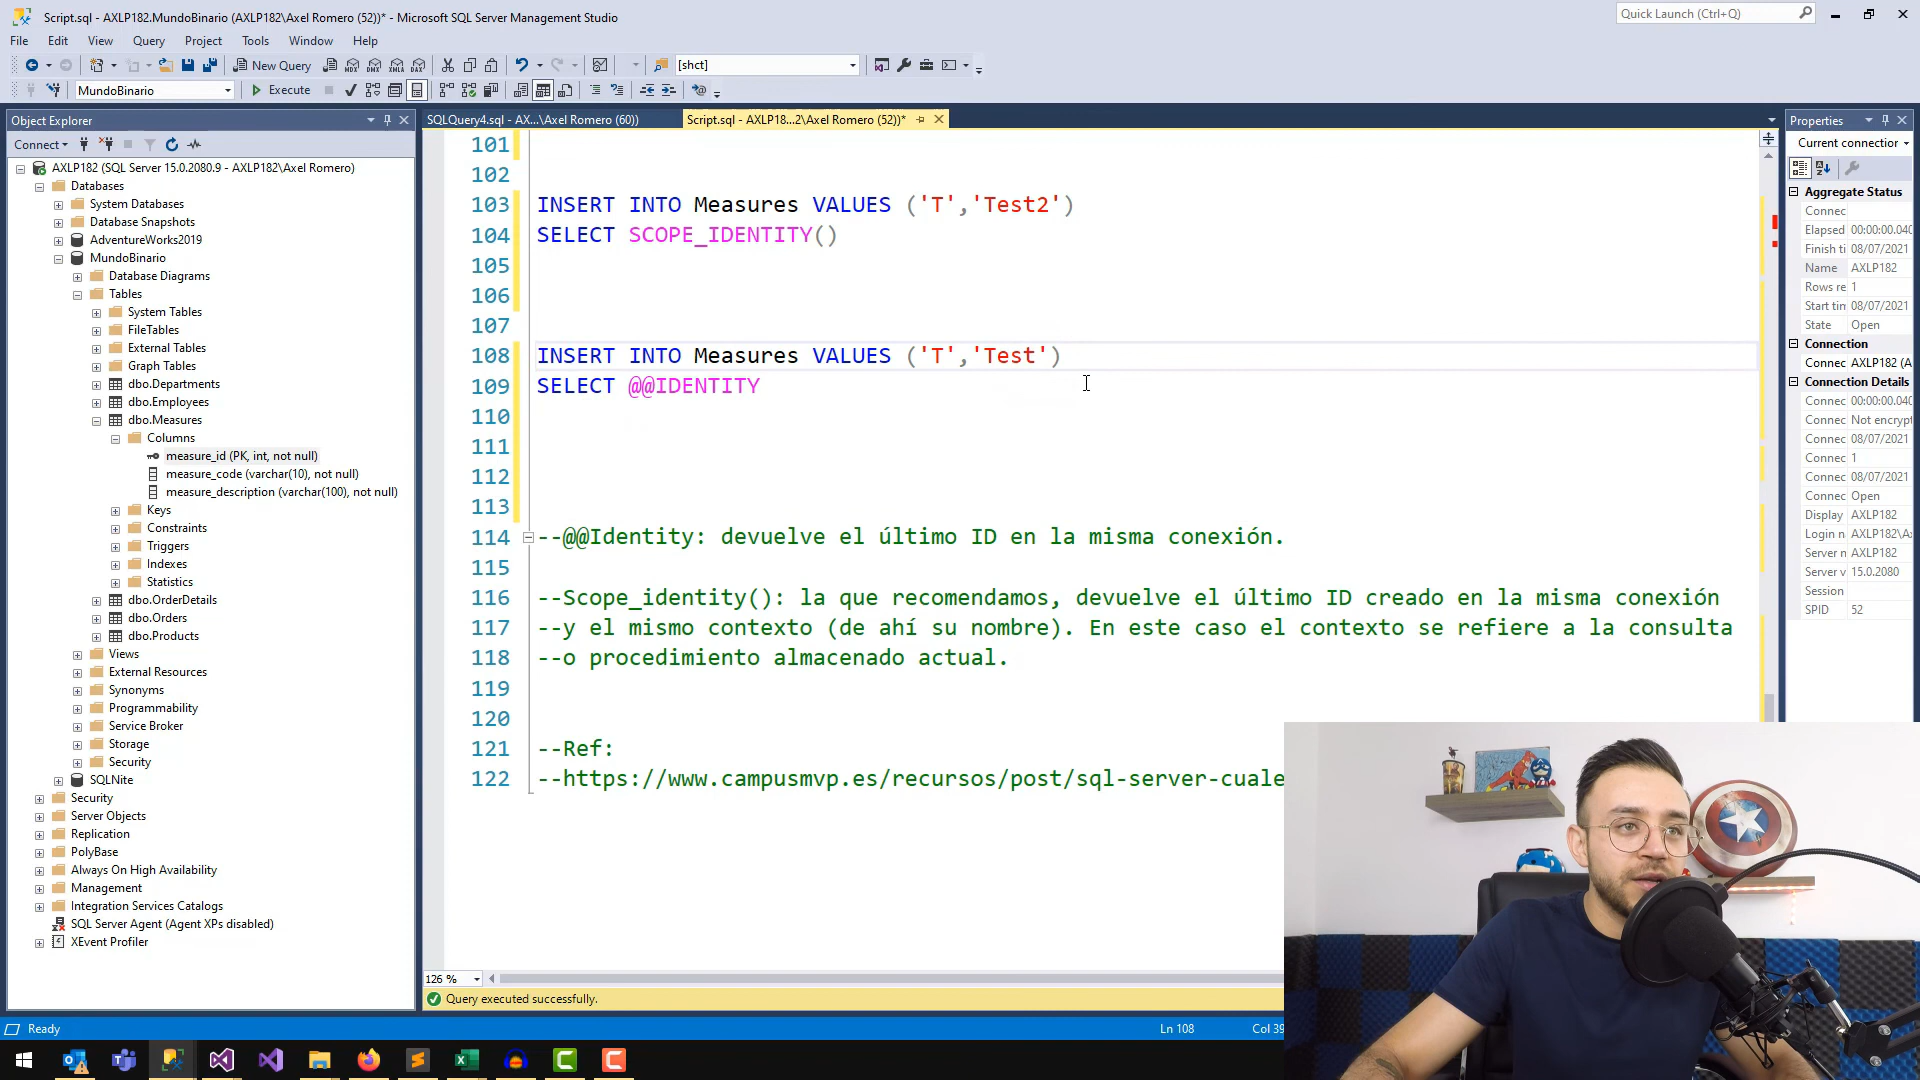 Script.sql - AXLP182.MundoBinario (AXLP182\Axel Romero (52))* - Microsoft SQL Server Management Studio
Quick Launch (Ctrl+Q)
File Edit View Query Project Tools Window Help
New Query
[shct]
MundoBinario
Execute
Object Explorer
SQLQuery4.sql - AX...\Axel Romero (60))
Script.sql - AXLP18...2\Axel Romero (52))*
Properties
Connect
Current connection
AXLP182 (SQL Server 15.0.2080.9 - AXLP182\Axel Romero)
Databases
System Databases
Database Snapshots
AdventureWorks2019
MundoBinario
Database Diagrams
Tables
System Tables
FileTables
External Tables
Graph Tables
dbo.Departments
dbo.Employees
dbo.Measures
Columns
measure_id (PK, int, not null)
measure_code (varchar(10), not null)
measure_description (varchar(100), not null)
Keys
Constraints
Triggers
Indexes
Statistics
dbo.OrderDetails
dbo.Orders
dbo.Products
Views
External Resources
Synonyms
Programmability
Service Broker
Storage
Security
SQLNite
Security
Server Objects
Replication
PolyBase
Always On High Availability
Management
Integration Services Catalogs
SQL Server Agent (Agent XPs disabled)
XEvent Profiler
101
102
103 INSERT INTO Measures VALUES ('T','Test2')
104 SELECT SCOPE_IDENTITY()
105
106
107
108 INSERT INTO Measures VALUES ('T','Test')
109 SELECT @@IDENTITY
110
111
112
113
114 --@@Identity: devuelve el último ID en la misma conexión.
115
116 --Scope_identity(): la que recomendamos, devuelve el último ID creado en la misma conexión
117 --y el mismo contexto (de ahí su nombre). En este caso el contexto se refiere a la consulta
118 --o procedimiento almacenado actual.
119
120
121 --Ref:
122 --https://www.campusmvp.es/recursos/post/sql-server-cuale
Aggregate Status
Connec
Elapsed 00:00:00.040
Finish ti 08/07/2021
Name AXLP182
Rows re 1
Start tim 08/07/2021
State Open
Connection
Connec AXLP182 (A
Connection Details
Connec 00:00:00.040
Connec Not encrypt
Connec 08/07/2021
Connec 1
Connec 08/07/2021
Connec Open
Display AXLP182
Login n AXLP182\A
Server n AXLP182
Server v 15.0.2080
Session
SPID 52
126 %
Query executed successfully.
Ready
Ln 108
Col 39